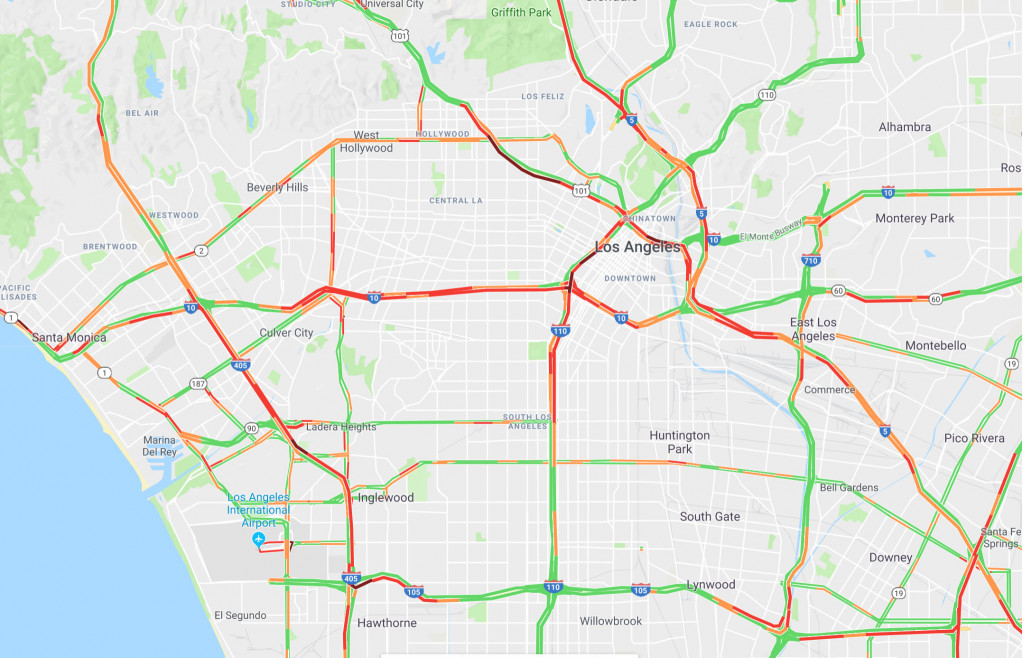 STUDIO CITY
Universal City
Griffith Park
EAGLE ROCK
101
LOS FELIZ
110
5
BEL AIR
West
Hollywood
HOLLYWOOD
Alhambra
Beverly Hills
101
10
Ros
CENTRAL LA
WESTWOOD
CHINATOWN
5
Monterey Park
BRENTWOOD
2
Los Angeles
10
El Monte Busway
710
DOWNTOWN
PACIFIC
LISADES
10
10
60
60
1
Santa Monica
Culver City
110
10
East Los
Angeles
Montebello
405
1
19
187
Commerce
SOUTH LOS
ANGELES
90
Ladera Heights
5
Marina
Del Rey
Huntington
Park
Pico Rivera
Los Angeles
International
Airport
Inglewood
Bell Gardens
South Gate
Santa Fe
Springs
Downey
405
105
110
105
Lynwood
19
El Segundo
Hawthorne
Willowbrook